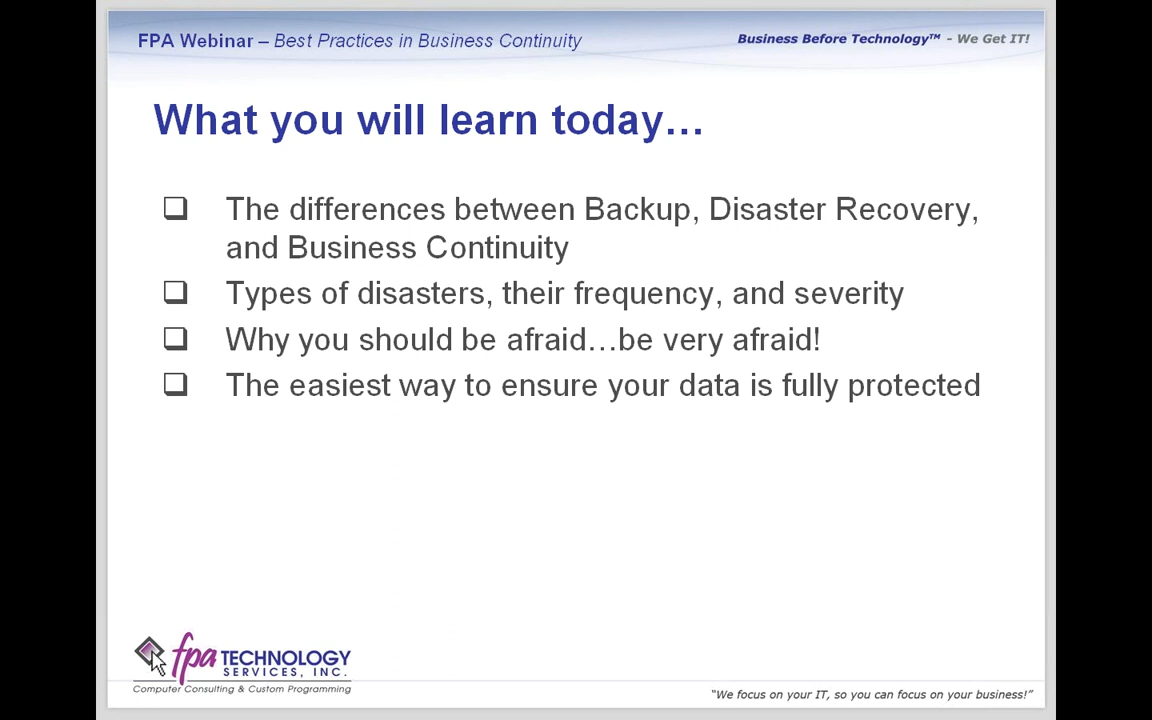 FPA Webinar – Best Practices in Business Continuity
Business Before Technology™ - We Get IT!
What you will learn today...
The differences between Backup, Disaster Recovery,
and Business Continuity
Types of disasters, their frequency, and severity
Why you should be afraid...be very afraid!
The easiest way to ensure your data is fully protected
fpa TECHNOLOGY
SERVICES, INC.
Computer Consulting & Custom Programming
“We focus on your IT, so you can focus on your business!”